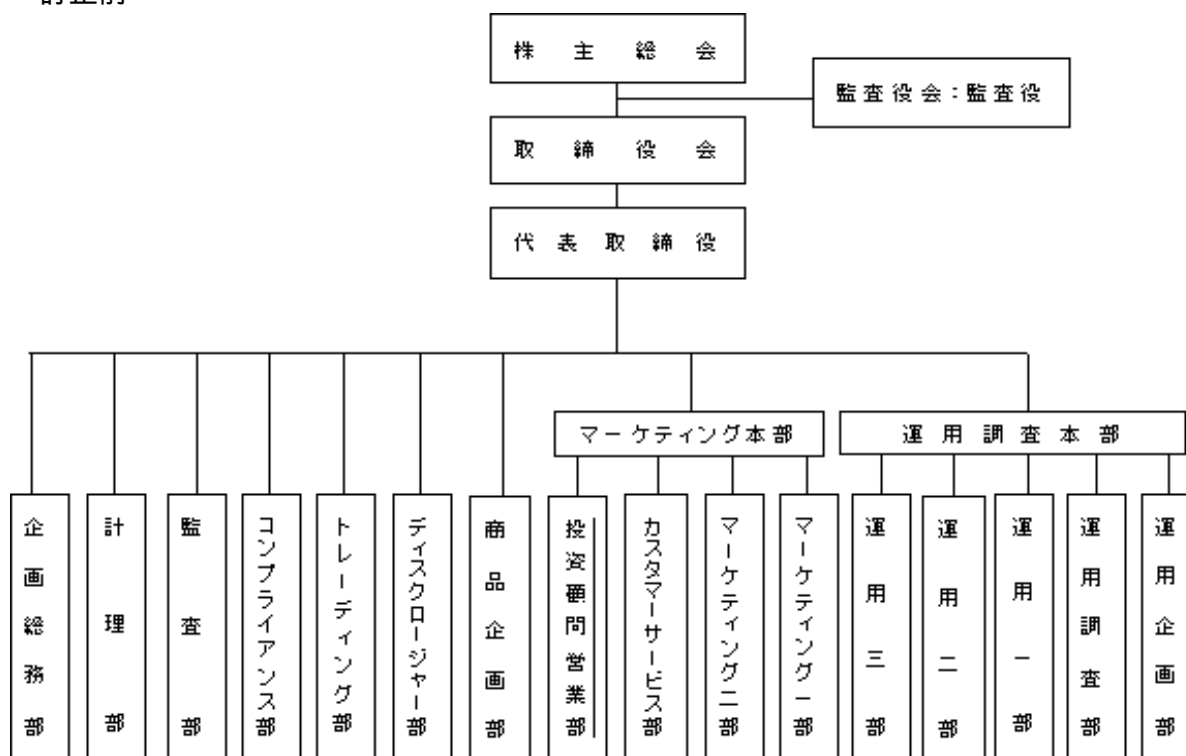 株主総会
監査役会：監査役
取締役会
代表取締役
マーケティング本部
運用調査本部
企画総務部
計理部
監査部
コンプライアンス部
トレーディング部
ディスクロージャー部
商品企画部
投資顧問営業部
カスタマーサービス部
マーケティング二部
マーケティング一部
運用三部
運用二部
運用一部
運用調査部
運用企画部